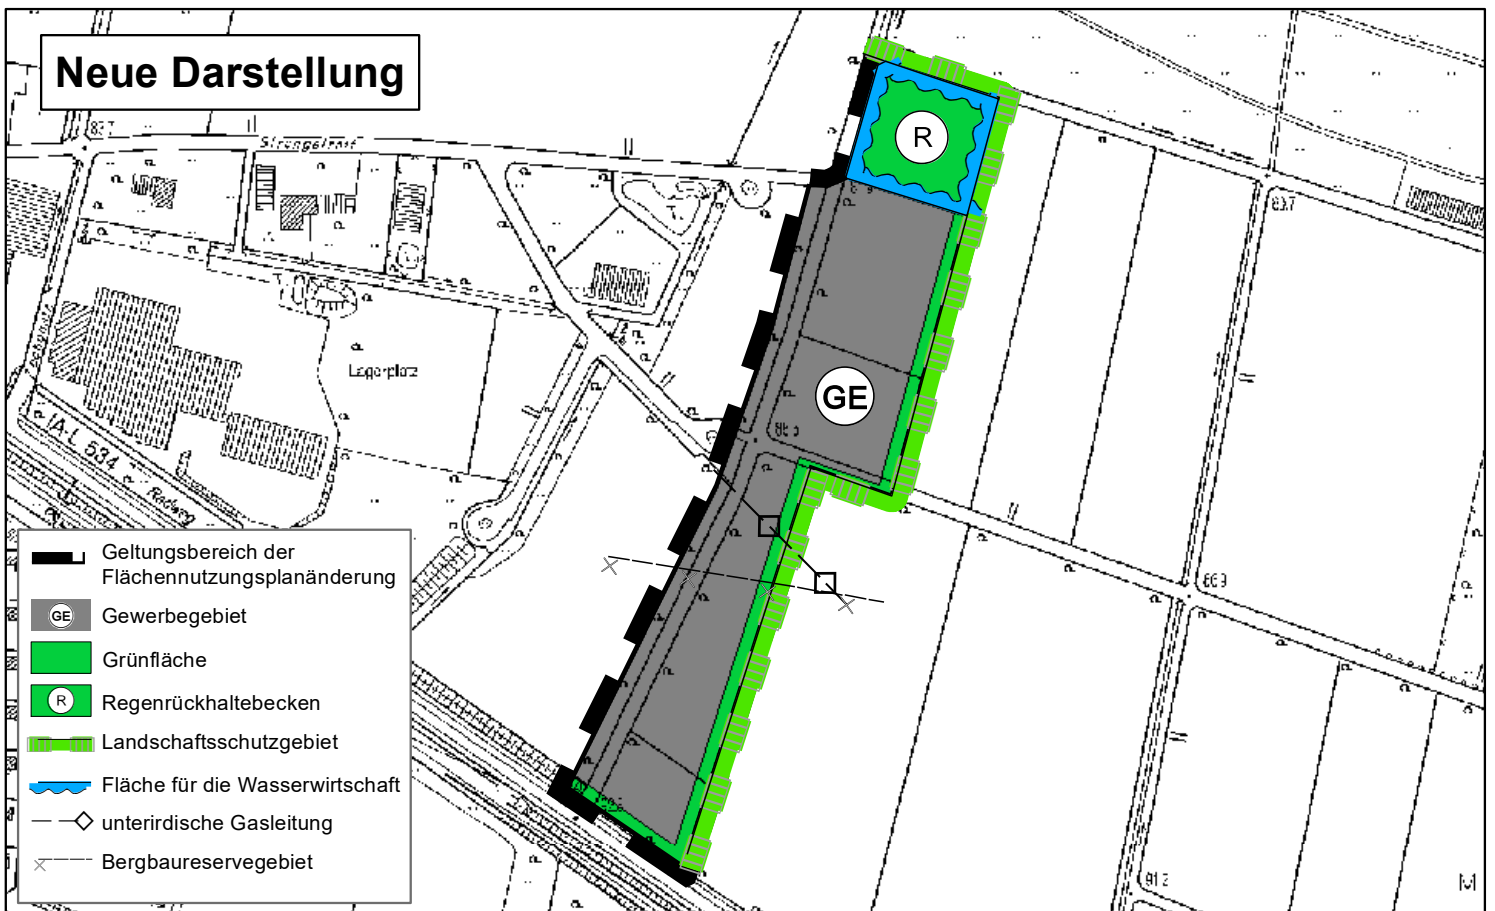 Neue Darstellung
R
GE
Lagerplatz
Radweg
Geltungsbereich der
Flächennutzungsplanänderung
GE Gewerbegebiet
Grünfläche
R Regenrückhaltebecken
Landschaftsschutzgebiet
Fläche für die Wasserwirtschaft
unterirdische Gasleitung
Bergbaureservegebiet